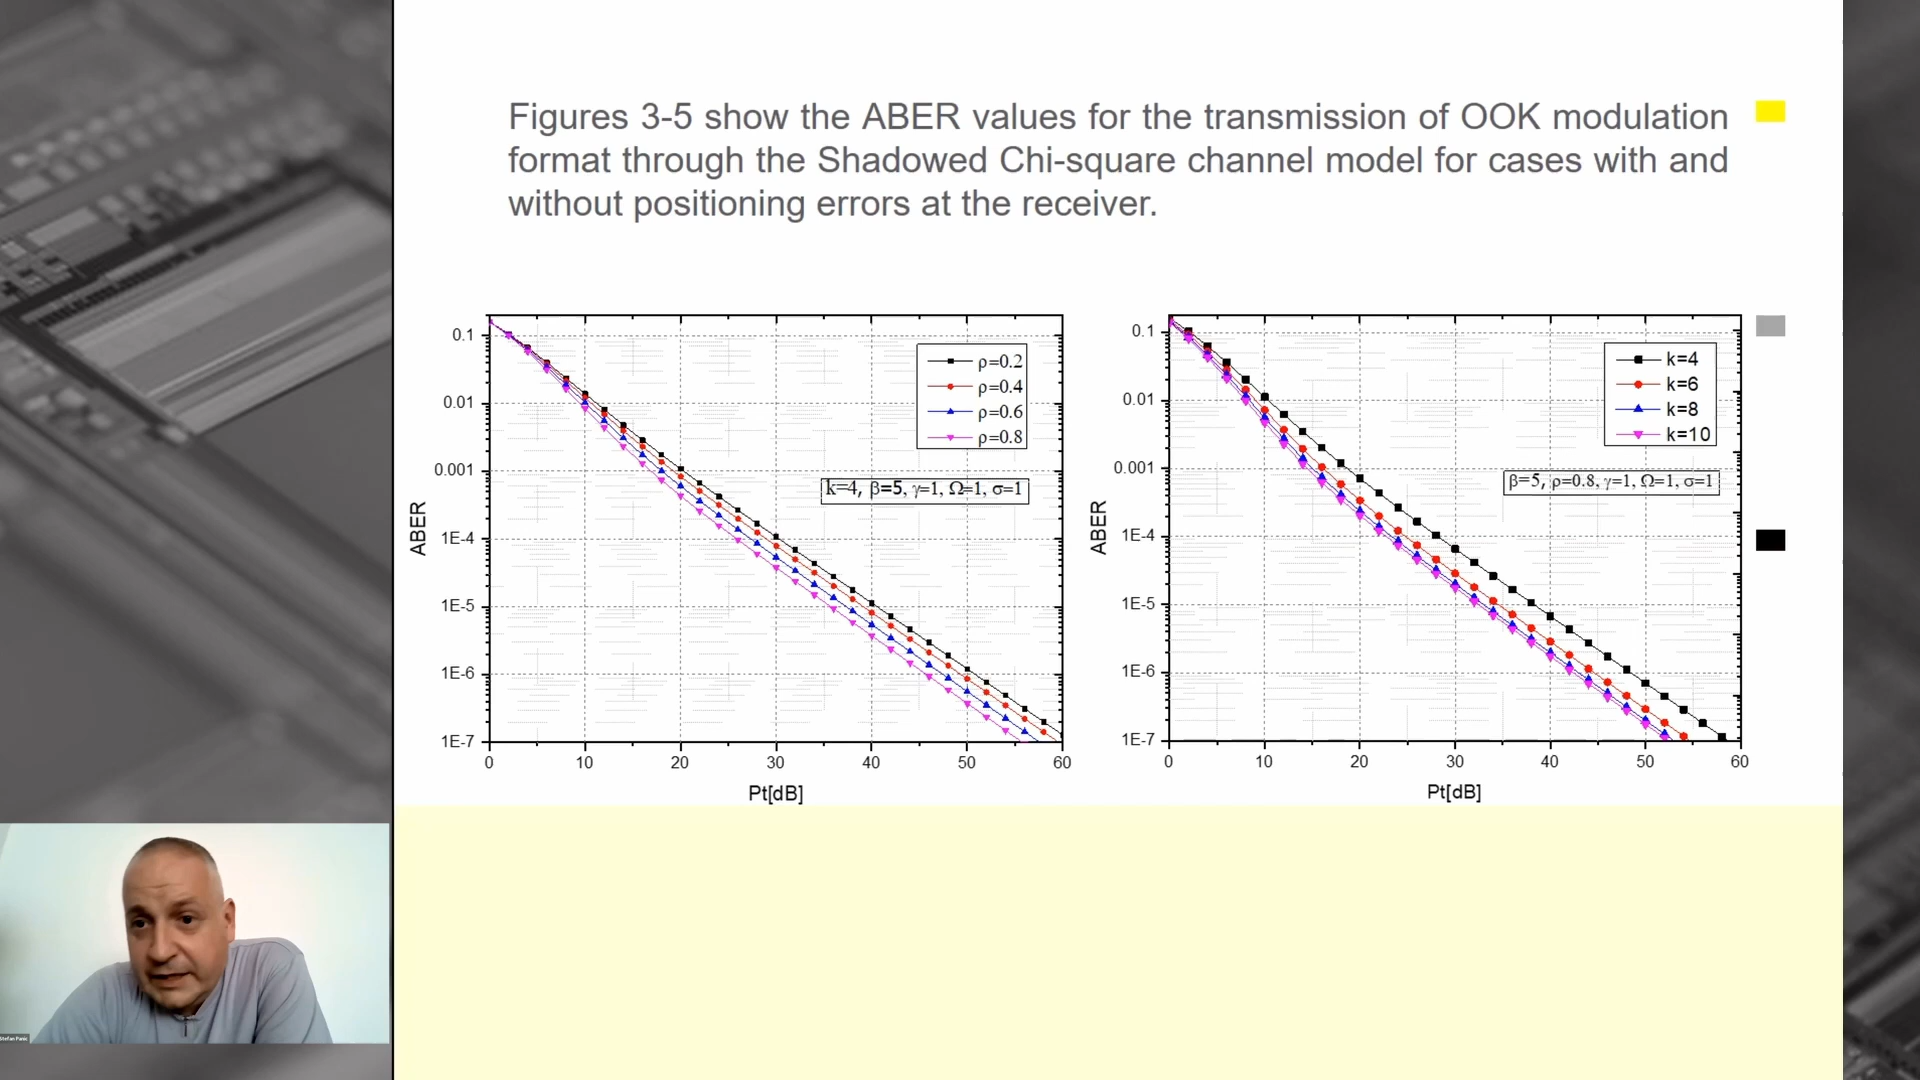 Figures 3-5 show the ABER values for the transmission of OOK modulation
format through the Shadowed Chi-square channel model for cases with and
without positioning errors at the receiver.
0.1
0.01
0.001
1E-4
1E-5
1E-6
1E-7
ABER
ρ=0.2
ρ=0.4
ρ=0.6
ρ=0.8
k=4, β=5, γ=1, Ω=1, σ=1
0 10 20 30 40 50 60
Pt[dB]
0.1
0.01
0.001
1E-4
1E-5
1E-6
1E-7
ABER
k=4
k=6
k=8
k=10
β=5, ρ=0.8, γ=1, Ω=1, σ=1
0 10 20 30 40 50 60
Pt[dB]
Stefan Panic